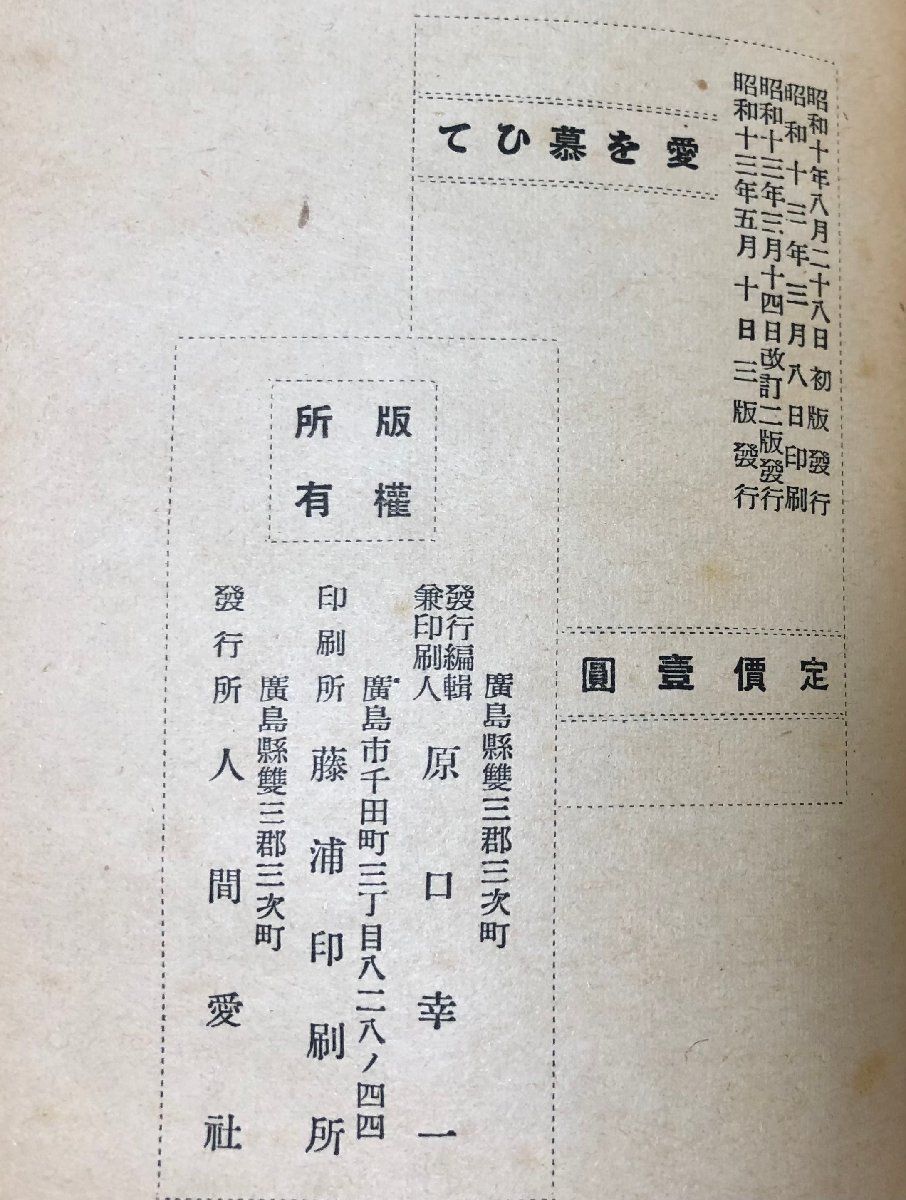 昭和十年八月二十八日初版發行
昭和十三年三月八日印刷
昭和十三年三月十四日改訂二版發行
昭和十三年五月十日三版發行
愛を慕ひて
定價壹圓
版權
所有
廣島縣雙三郡三次町
發行編輯
兼印刷人
原口幸一
廣島市千田町三丁目八二八ノ四四
印刷所藤浦印刷所
廣島縣雙三郡三次町
發行所人間愛社